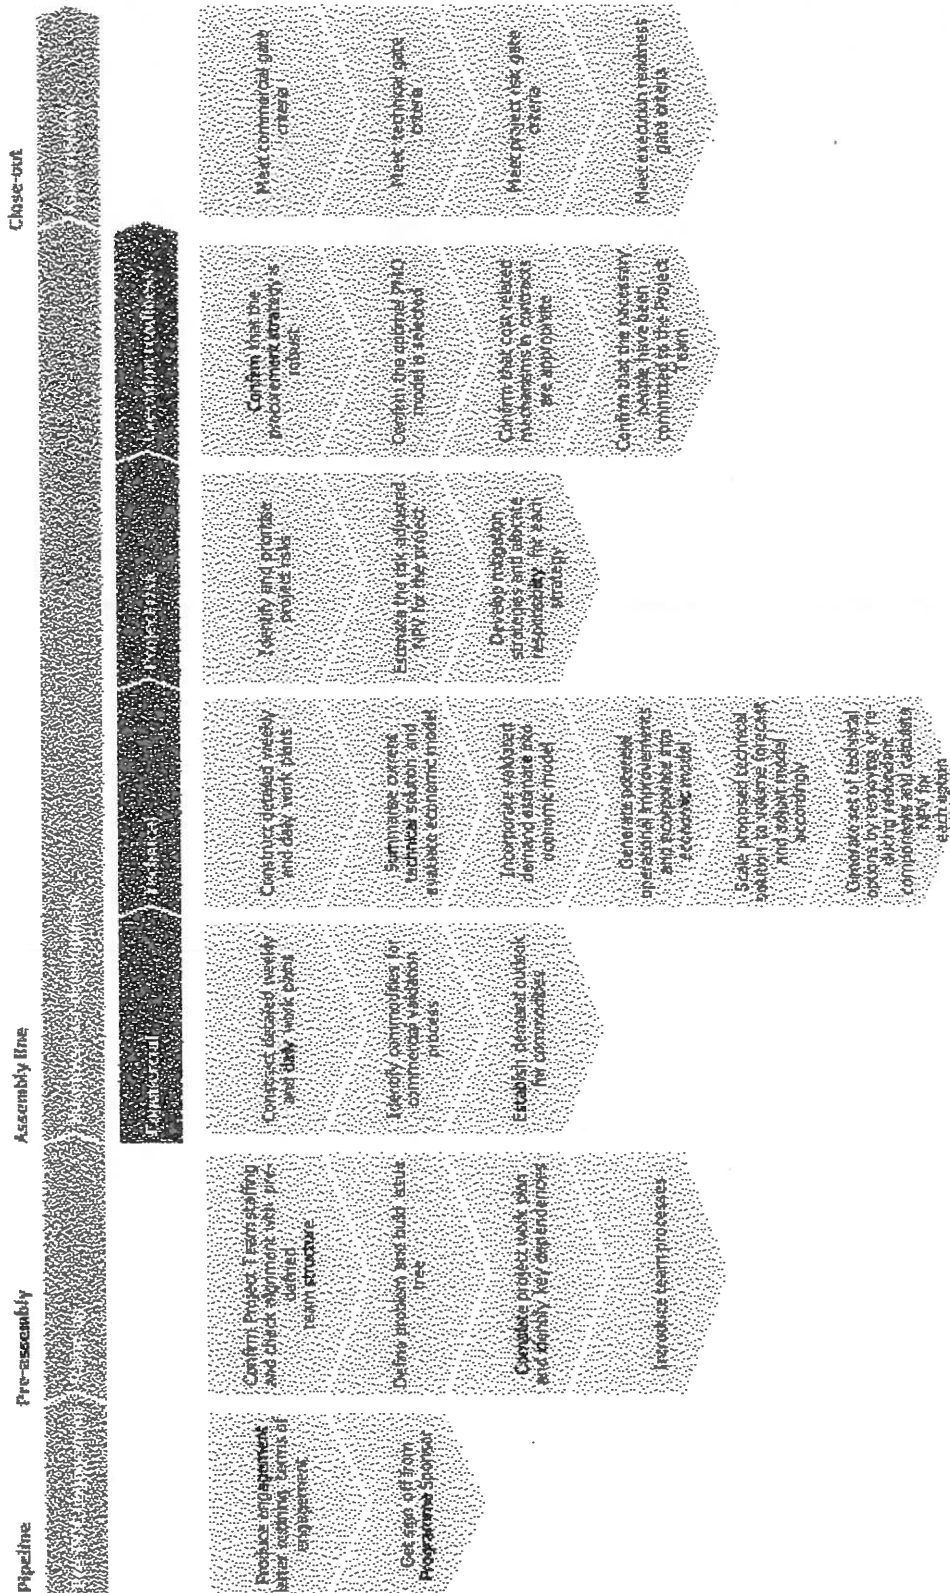 Pipeline
Pre-assembly
Assembly line
Close-out
Commercial
Technical
Project risk
Execution readiness
Produce engagement
letter outlining terms of
engagement
Get sign off from
Programme Sponsor
Confirm Project Team staffing
and check alignment with pre-
defined
team structure
Define problem and build issue
tree
Complete project work plan
and identify key dependences
Introduce team processes
Construct detailed weekly
and daily work plans
Identify commodities for
commercial validation
process
Establish demand outlook
for commodities
Construct detailed weekly
and daily work plans
Summarise current
technical solution and
evaluate economic model
Incorporate validated
demand estimate into
economic model
Generate potential
operational improvements
and incorporate into
economic model
Scale proposed technical
solution to volume forecast
and adjust model
accordingly
Generate set of technical
options by removing or re-
components and calculate
NPV for
each option
Identify and prioritise
project risks
Estimate the risk adjusted
NPV for the project
Develop mitigation
strategies and allocate
responsibility for each
strategy
Confirm that the
procurement strategy is
robust
Confirm the optimal
model is selected
Confirm that cost related
mechanisms in contracts
are appropriate
Confirm that the necessary
people have been
committed to the Project
Team
Meet commercial gate
criteria
Meet technical gate
criteria
Meet project risk gate
criteria
Meet execution readiness
gate criteria